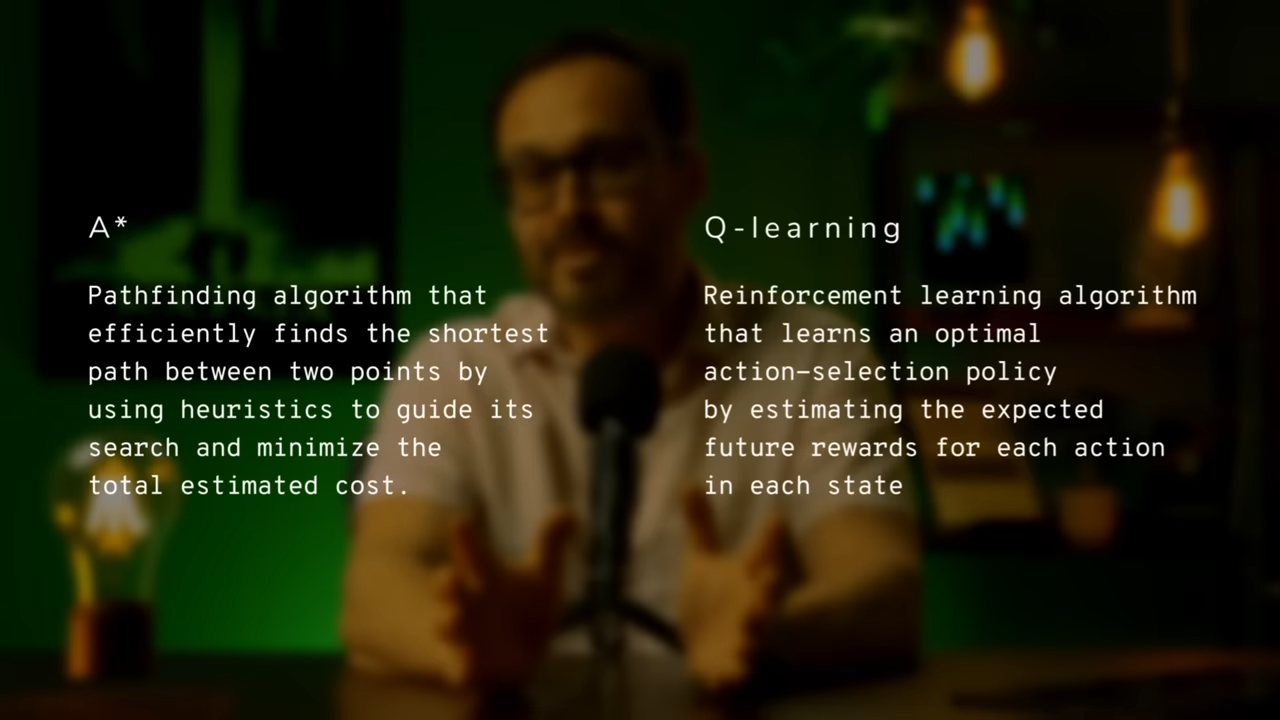 A*
Pathfinding algorithm that
efficiently finds the shortest
path between two points by
using heuristics to guide its
search and minimize the
total estimated cost.
Q-learning
Reinforcement learning algorithm
that learns an optimal
action–selection policy
by estimating the expected
future rewards for each action
in each state